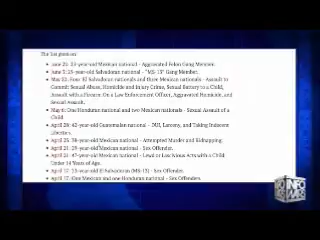 The list goes on:
June 21: 23-year-old Mexican national - Aggravated Felon Gang Member.
June 7: 25-year-old Salvadoran national - "MS-13" Gang Member.
May 22: Four El Salvadoran nationals and three Mexican nationals - Assault to
Commit Sexual Abuse, Homicide and Injury Crime, Sexual Battery to a Child,
Assault with a Firearm On a Law Enforcement Officer, Aggravated Homicide, and
Sexual Assault.
May 6: One Honduran national and two Mexican nationals - Sexual Assault of a
Child
April 28: 42-year-old Guatemalan national - DUI, Larceny, and Taking Indecent
Liberties.
April 25: 34-year-old Mexican national - Attempted Murder and Kidnapping.
April 21: 29-year-old Mexican national - Sex Offender.
April 21: 47-year-old Mexican national - Lewd or Lascivious Acts with a Child
Under 14 Years of Age.
April 17: 15-year-old El Salvadoran (MS-13) - Sex Offender.
April 17: One Mexican and one Honduran national - Sex Offenders.
INFO